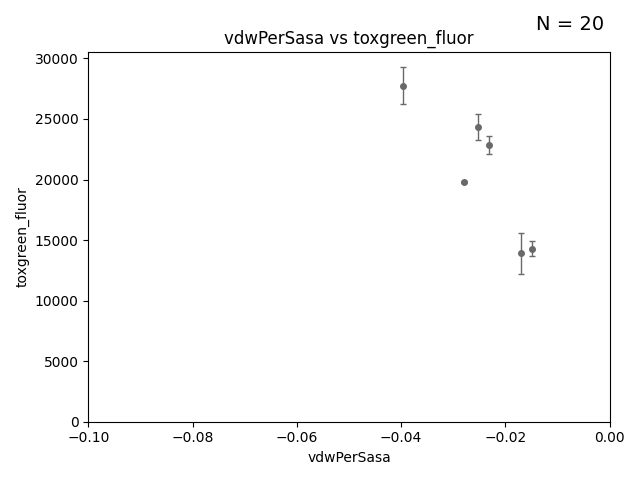 N = 20
vdwPerSasa vs toxgreen_fluor
30000
25000
20000
15000
10000
5000
0
toxgreen_fluor
−0.10 −0.08 −0.06 −0.04 −0.02 0.00
vdwPerSasa